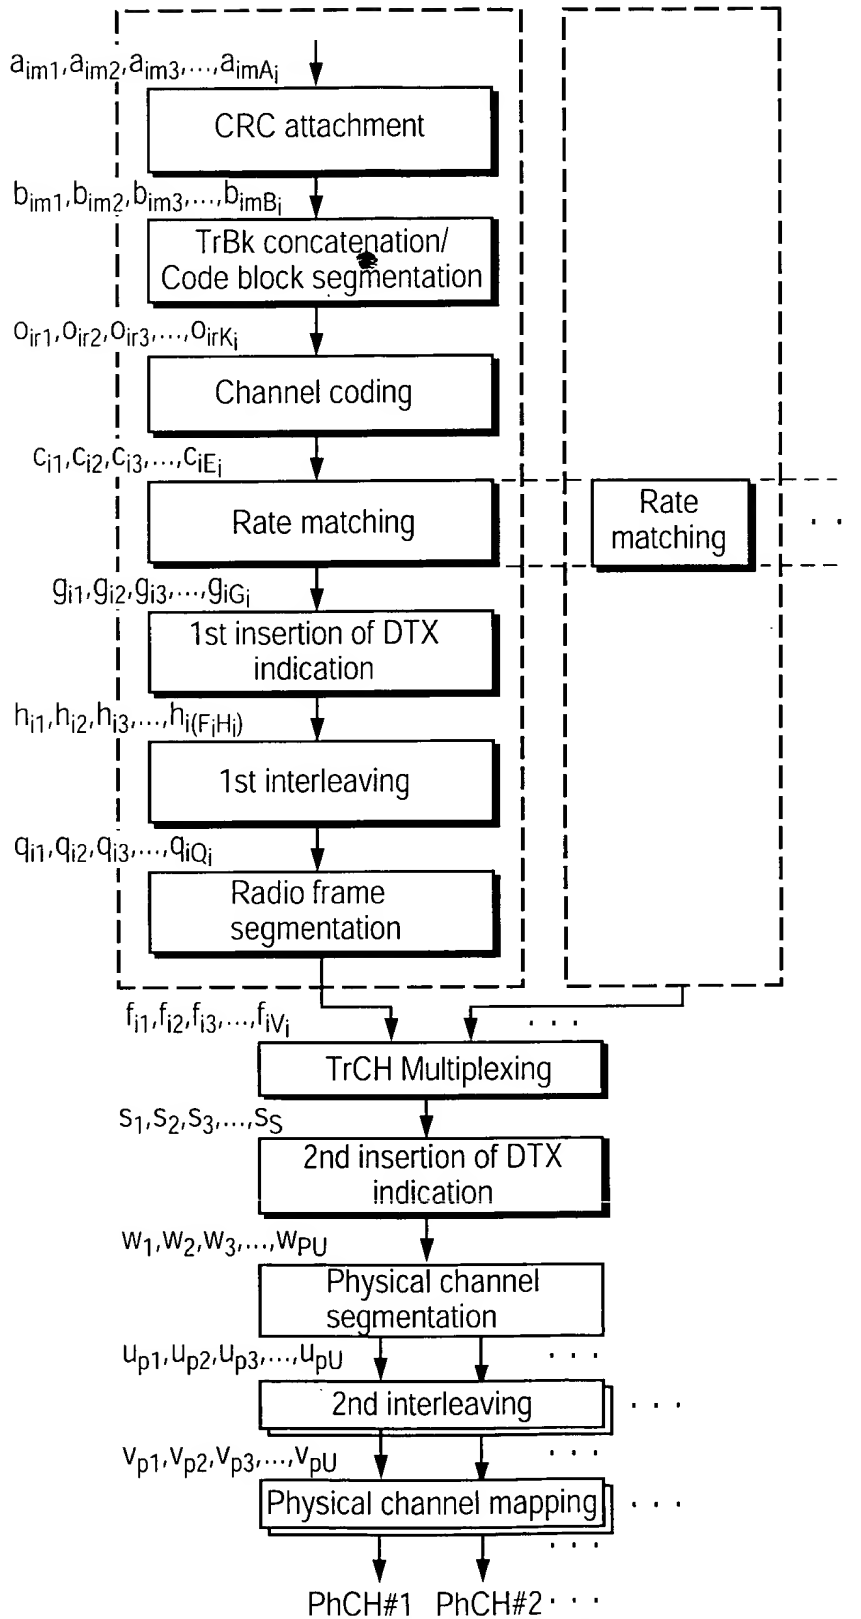 a_im1,a_im2,a_im3,...,a_imA_i
CRC attachment
b_im1,b_im2,b_im3,...,b_imB_i
TrBk concatenation/
Code block segmentation
o_ir1,o_ir2,o_ir3,...,o_irK_i
Channel coding
c_i1,c_i2,c_i3,...,c_iE_i
Rate matching
Rate
matching
. .
g_i1,g_i2,g_i3,...,g_iG_i
1st insertion of DTX
indication
h_i1,h_i2,h_i3,...,h_i(F_iH_i)
1st interleaving
q_i1,q_i2,q_i3,...,q_iQ_i
Radio frame
segmentation
f_i1,f_i2,f_i3,...,f_iV_i
. . .
TrCH Multiplexing
s_1,s_2,s_3,...,s_S
2nd insertion of DTX
indication
w_1,w_2,w_3,...,w_PU
Physical channel
segmentation
u_p1,u_p2,u_p3,...,u_pU
. . .
2nd interleaving
. . .
v_p1,v_p2,v_p3,...,v_pU
. . .
Physical channel mapping
. . .
. . .
PhCH#1 PhCH#2 . . .